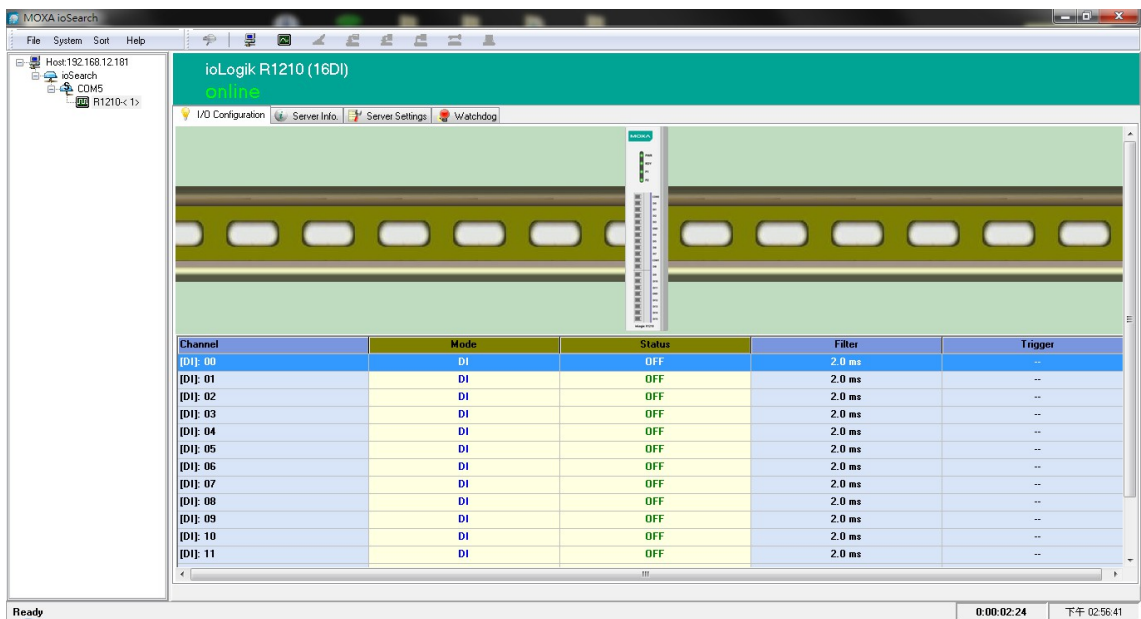 MOXA ioSearch
File System Sort Help
Host:192.168.12.181
ioSearch
COM5
R1210-< 1>
ioLogik R1210 (16DI)
online
I/O Configuration Server Info. Server Settings Watchdog
MOXA
Channel Mode Status Filter Trigger
[DI]: 00 DI OFF 2.0 ms --
[DI]: 01 DI OFF 2.0 ms --
[DI]: 02 DI OFF 2.0 ms --
[DI]: 03 DI OFF 2.0 ms --
[DI]: 04 DI OFF 2.0 ms --
[DI]: 05 DI OFF 2.0 ms --
[DI]: 06 DI OFF 2.0 ms --
[DI]: 07 DI OFF 2.0 ms --
[DI]: 08 DI OFF 2.0 ms --
[DI]: 09 DI OFF 2.0 ms --
[DI]: 10 DI OFF 2.0 ms --
[DI]: 11 DI OFF 2.0 ms --
Ready 0:00:02:24 下午 02:56:41